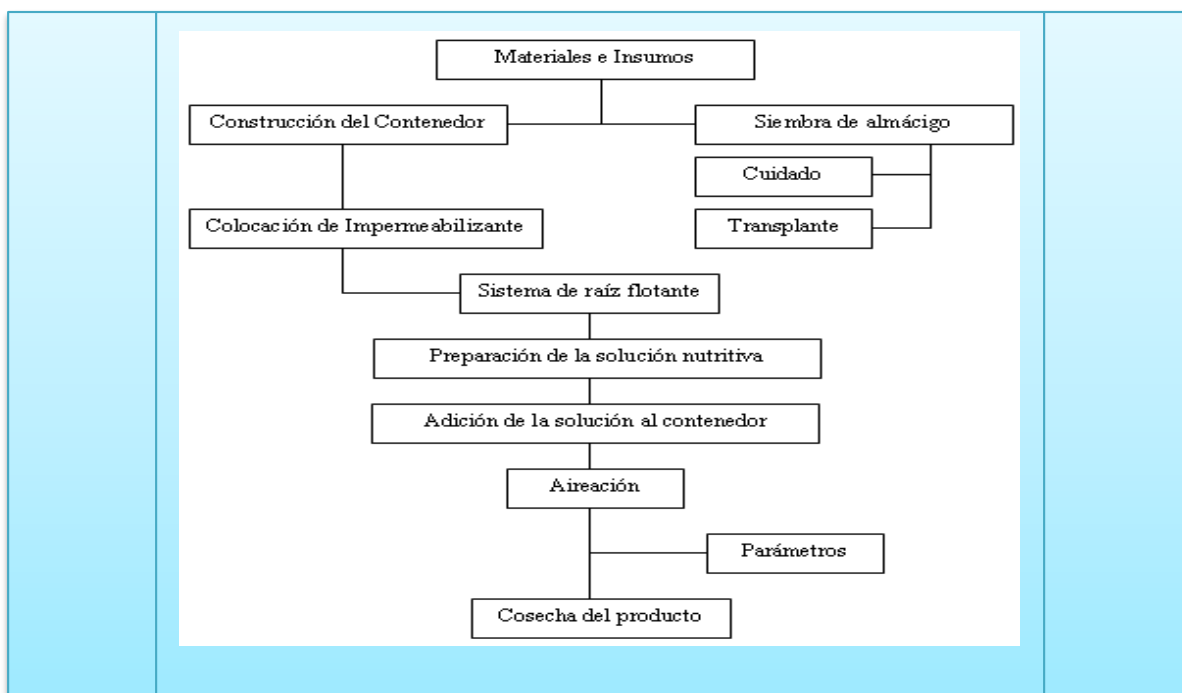 Materiales e Insumos
Construcción del Contenedor
Siembra de almácigo
Cuidado
Colocación de Impermeabilizante
Transplante
Sistema de raíz flotante
Preparación de la solución nutritiva
Adición de la solución al contenedor
Aireación
Parámetros
Cosecha del producto